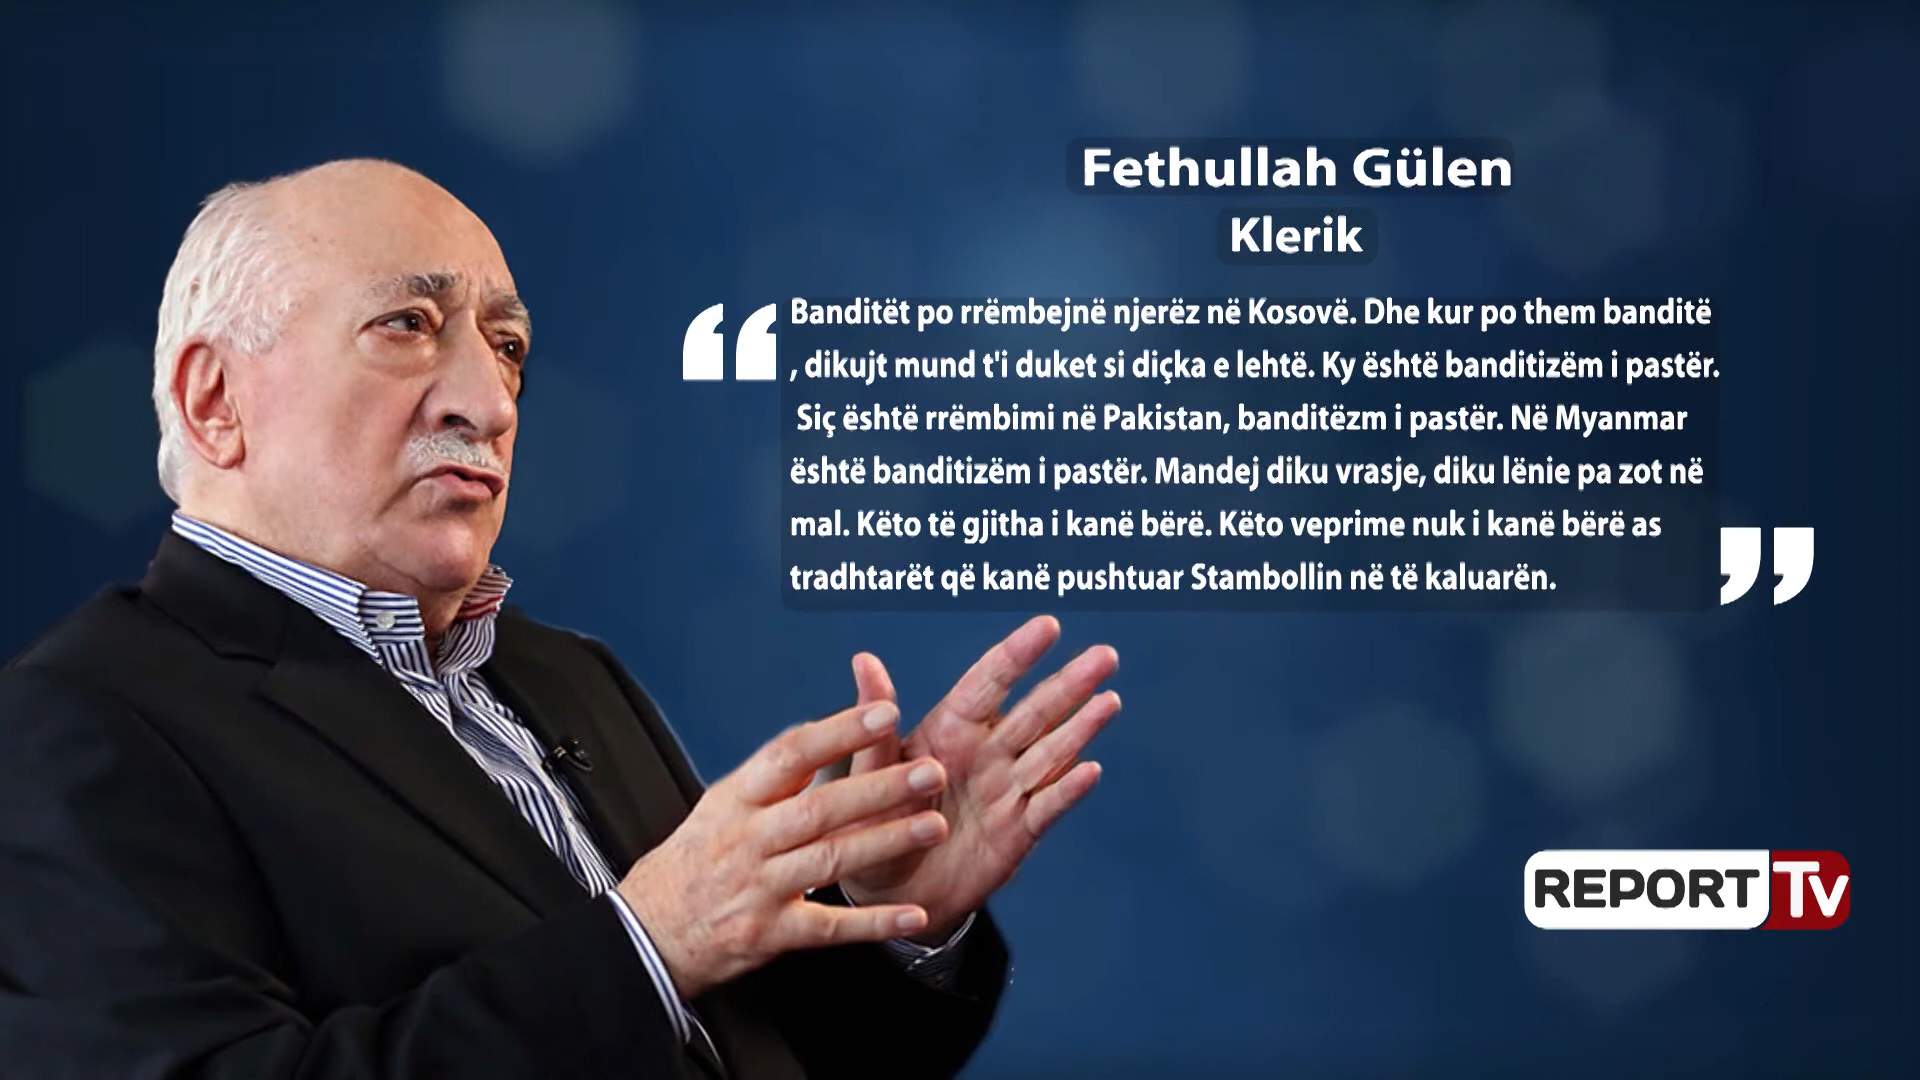 Fethullah Gülen
Klerik
“ Banditët po rrëmbejnë njerëz në Kosovë. Dhe kur po them banditë
, dikujt mund t'i duket si diçka e lehtë. Ky është banditizëm i pastër.
Siç është rrëmbimi në Pakistan, banditëzm i pastër. Në Myanmar
është banditizëm i pastër. Mandej diku vrasje, diku lënie pa zot në
mal. Këto të gjitha i kanë bërë. Këto veprime nuk i kanë bërë as
tradhtarët që kanë pushtuar Stambollin në të kaluarën. ”
REPORT Tv